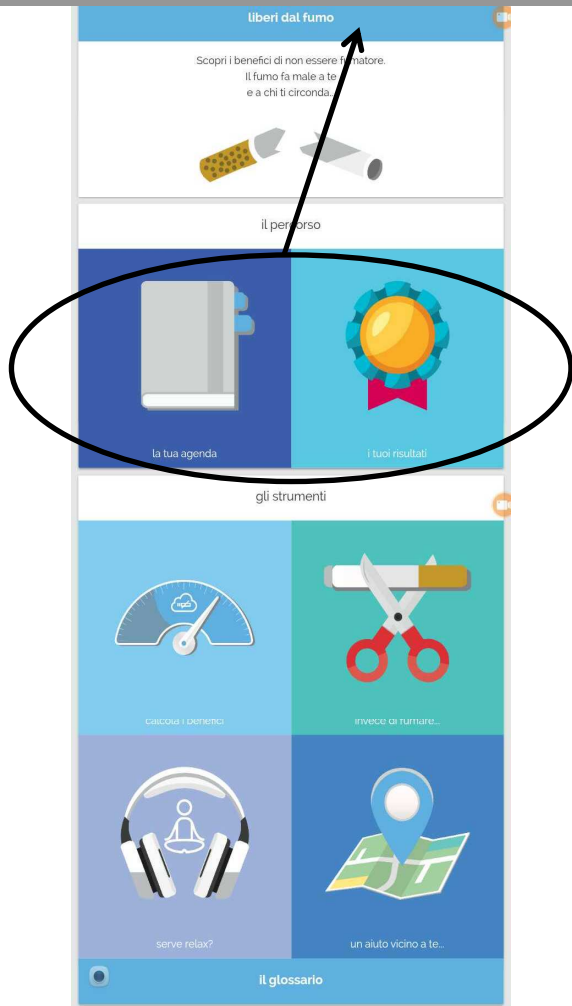 liberi dal fumo
Scopri i benefici di non essere fumatore.
Il fumo fa male a te
e a chi ti circonda...
il percorso
la tua agenda
i tuoi risultati
gli strumenti
calcola i benefici
invece di fumare...
serve relax?
un aiuto vicino a te...
il glossario